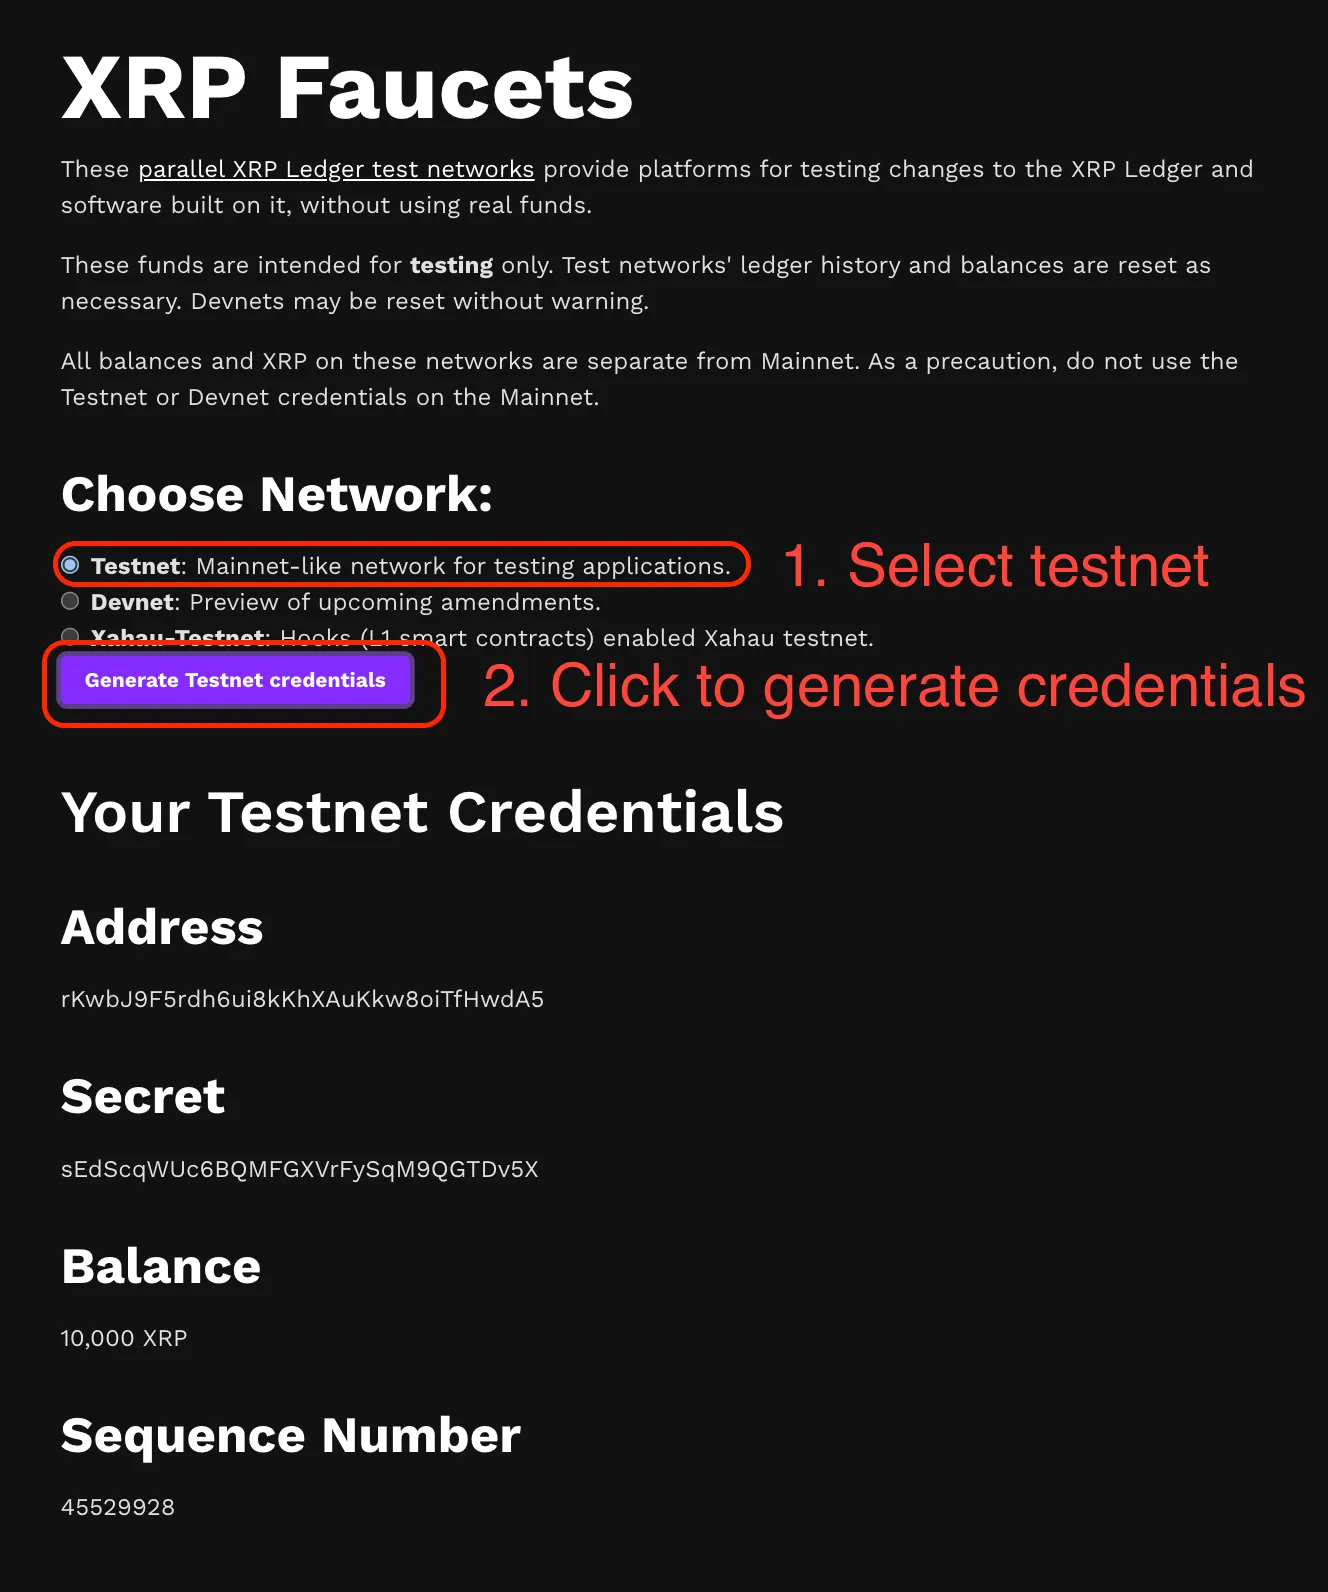 XRP Faucets
These parallel XRP Ledger test networks provide platforms for testing changes to the XRP Ledger and
software built on it, without using real funds.
These funds are intended for testing only. Test networks' ledger history and balances are reset as
necessary. Devnets may be reset without warning.
All balances and XRP on these networks are separate from Mainnet. As a precaution, do not use the
Testnet or Devnet credentials on the Mainnet.
Choose Network:
Testnet: Mainnet-like network for testing applications.
1. Select testnet
Devnet: Preview of upcoming amendments.
Xahau-Testnet: Hooks (L1 smart contracts) enabled Xahau testnet.
Generate Testnet credentials
2. Click to generate credentials
Your Testnet Credentials
Address
rKwbJ9F5rdh6ui8kKhXAuKkw8oiTfHwdA5
Secret
sEdScqWUc6BQMFGXVrFySqM9QGTDv5X
Balance
10,000 XRP
Sequence Number
45529928